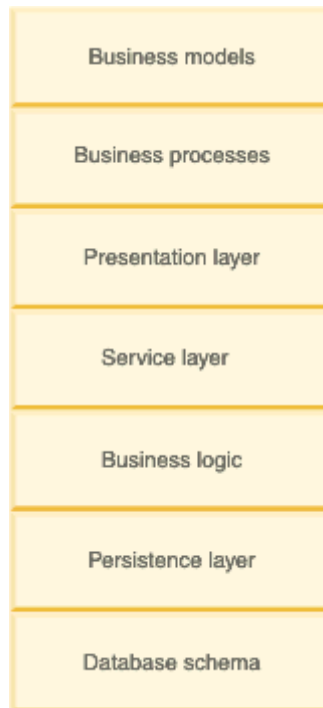 Business models
Business processes
Presentation layer
Service layer
Business logic
Persistence layer
Database schema